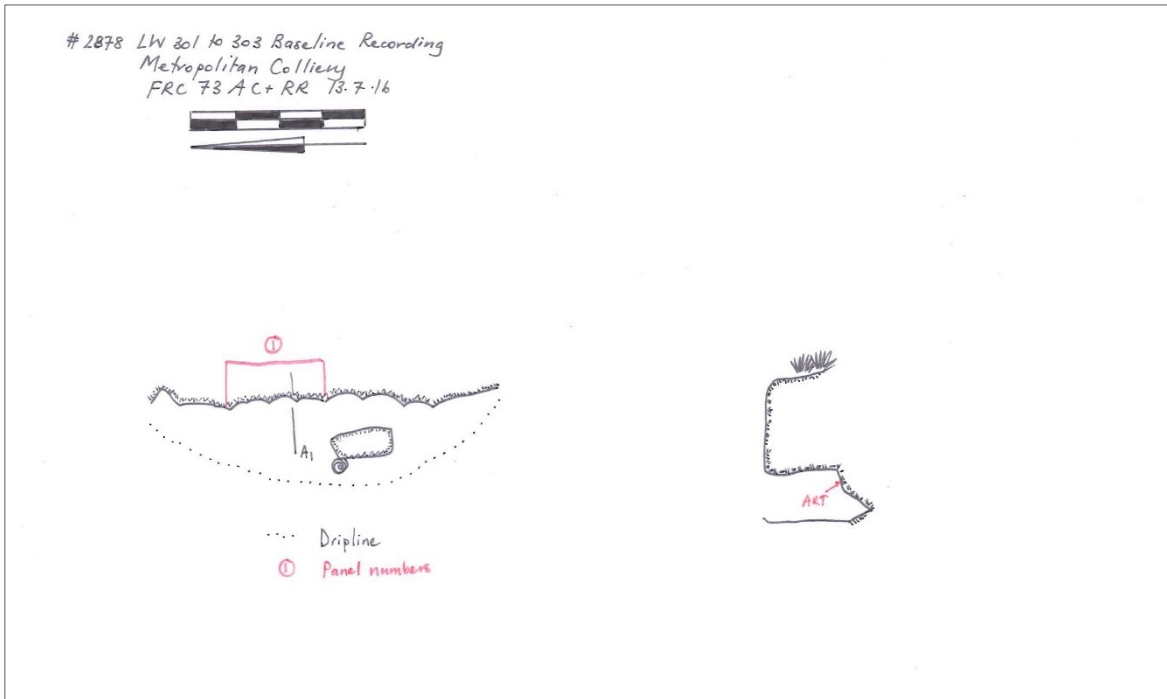 #2878 LW 301 to 303 Baseline Recording
Metropolitan Colliery
FRC 73 AC+ RR 13.7.16
①
A1
ART
.... Dripline
① Panel numbers